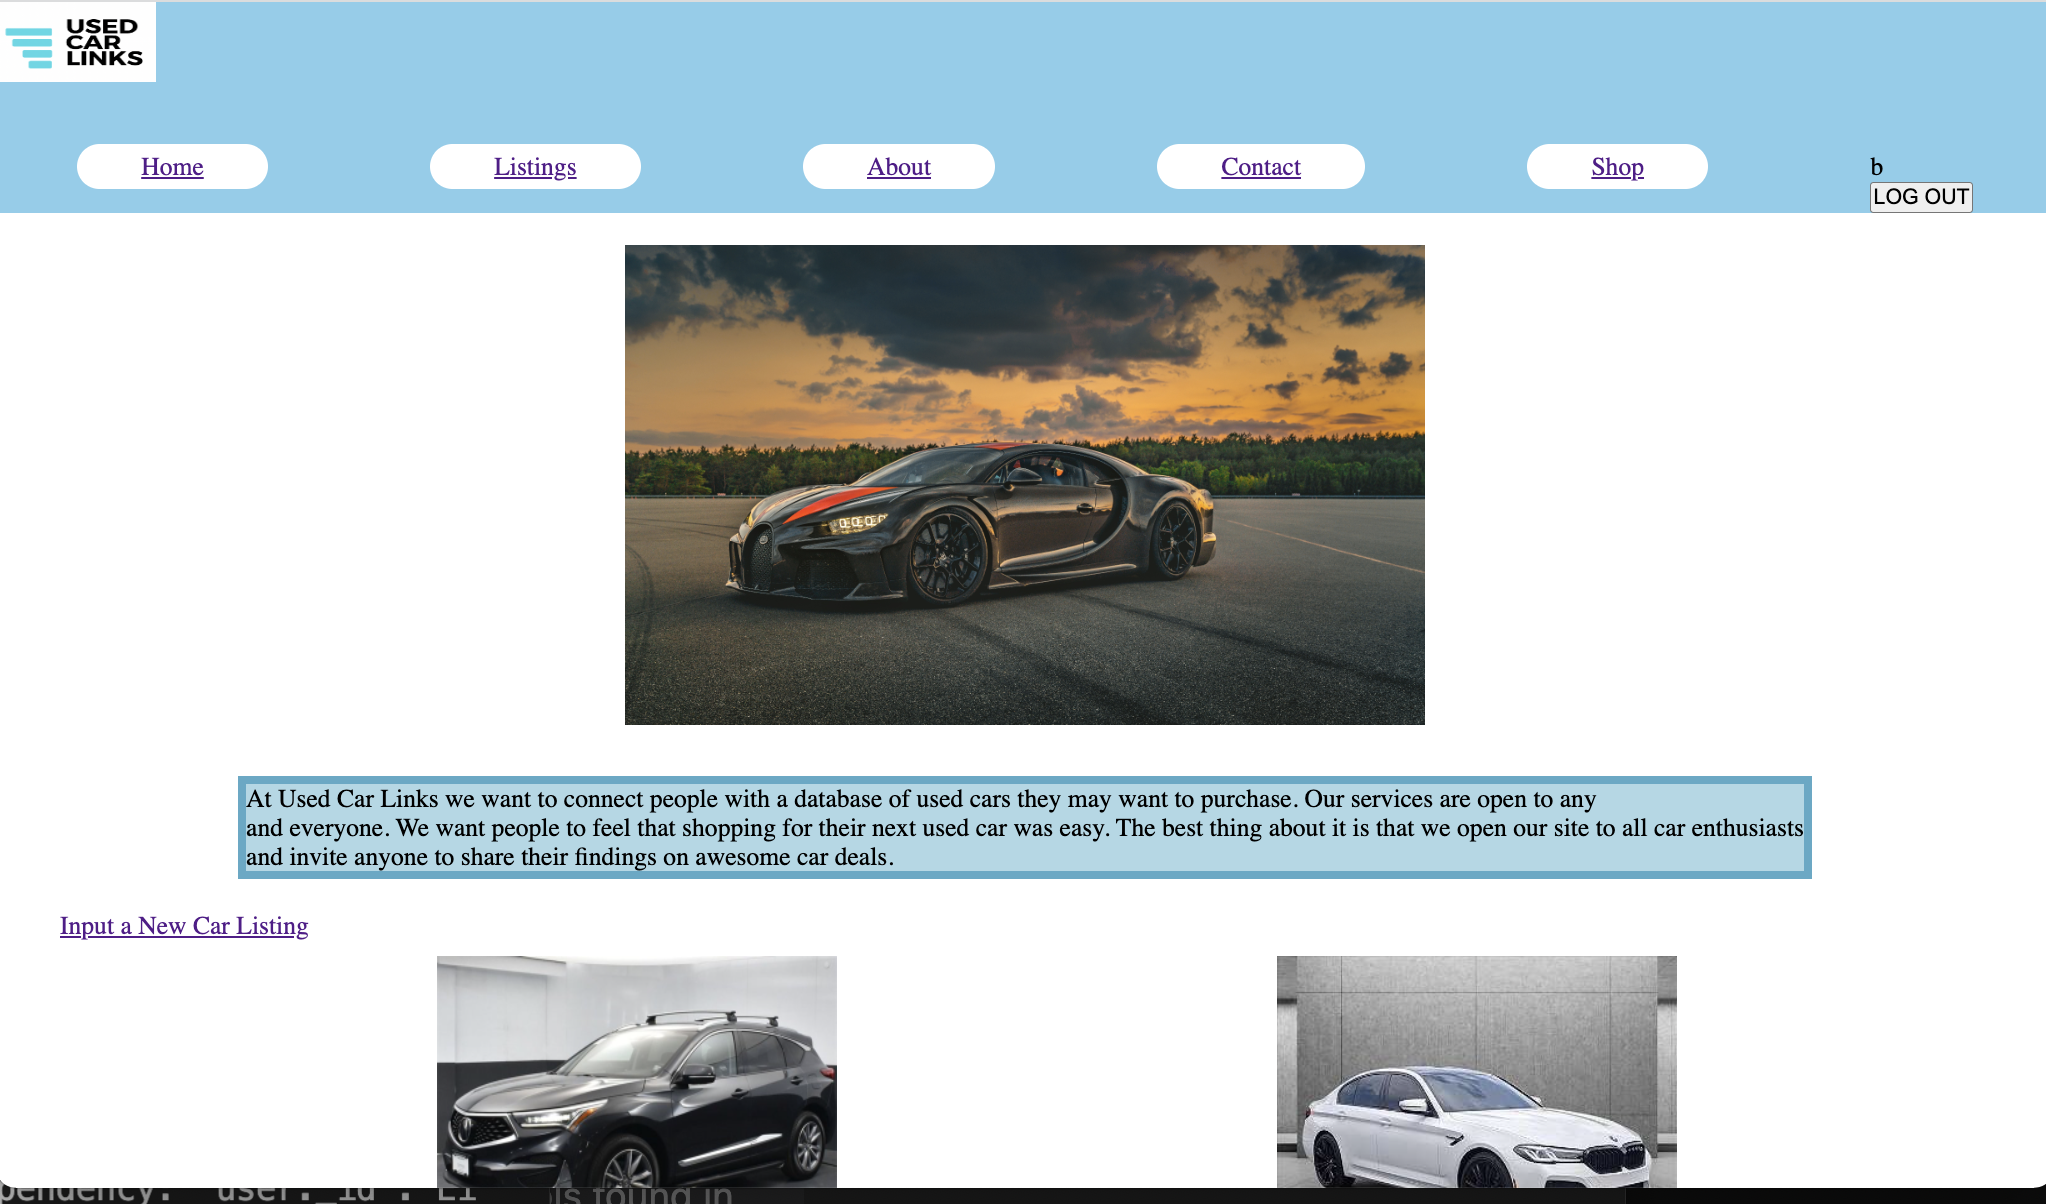 USED
CAR
LINKS
Home
Listings
About
Contact
Shop
b
LOG OUT
At Used Car Links we want to connect people with a database of used cars they may want to purchase. Our services are open to any
and everyone. We want people to feel that shopping for their next used car was easy. The best thing about it is that we open our site to all car enthusiasts
and invite anyone to share their findings on awesome car deals.
Input a New Car Listing